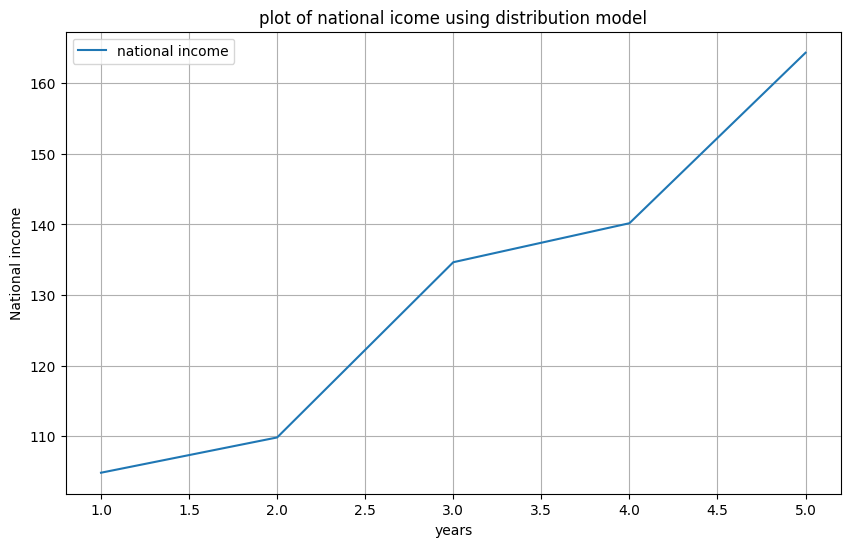 plot of national icome using distribution model
national income
National income
160
150
140
130
120
110
1.0 1.5 2.0 2.5 3.0 3.5 4.0 4.5 5.0
years